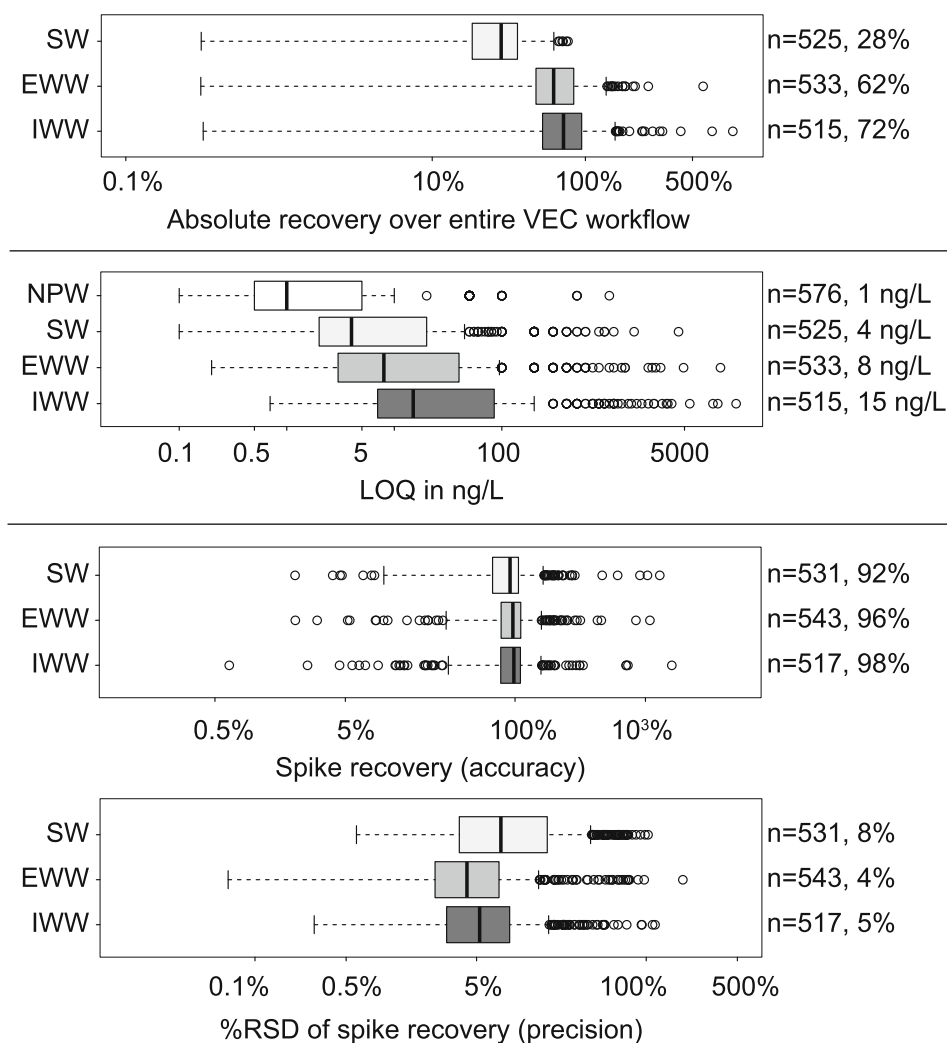 SW n=525, 28%
EWW n=533, 62%
IWW n=515, 72%
0.1% 10% 100% 500%
Absolute recovery over entire VEC workflow
NPW n=576, 1 ng/L
SW n=525, 4 ng/L
EWW n=533, 8 ng/L
IWW n=515, 15 ng/L
0.1 0.5 5 100 5000
LOQ in ng/L
SW n=531, 92%
EWW n=543, 96%
IWW n=517, 98%
0.5% 5% 100% 10³%
Spike recovery (accuracy)
SW n=531, 8%
EWW n=543, 4%
IWW n=517, 5%
0.1% 0.5% 5% 100% 500%
%RSD of spike recovery (precision)